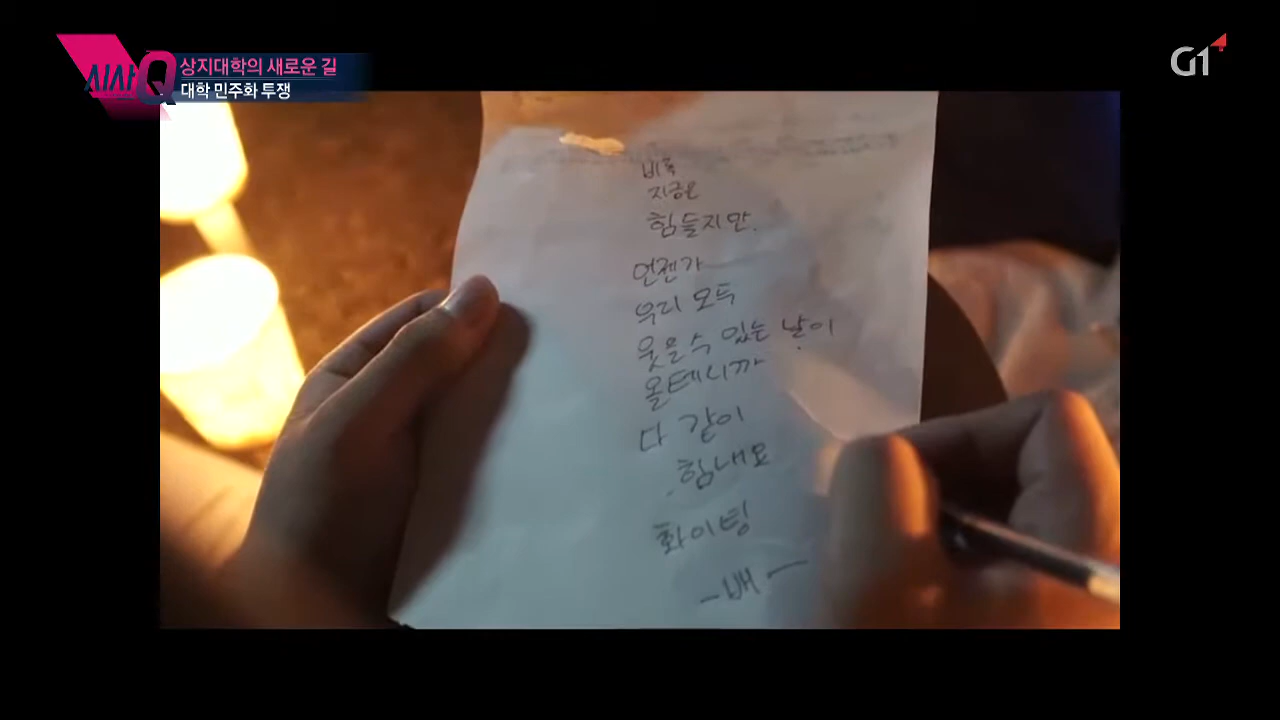 시사Q
상지대학의 새로운 길
대학 민주화 투쟁
G1
비록
지금은
힘들지만.
언젠가
우리 모두
웃을수 있는 날이
올테니까
다 같이
힘내요
화이팅
-배-